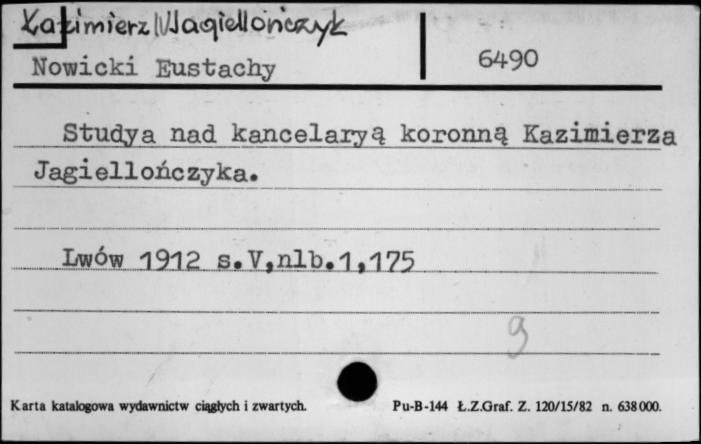 Kazimierz IV Jagiellończyk
Nowicki Eustachy
6490
Studya nad kancelaryą koronną Kazimierza
Jagiellończyka.
Lwów 1912 s.V,nlb.1,175
9
Karta katalogowa wydawnictw ciągłych i zwartych.
Pu-B-144 Ł.Z.Graf. Z. 120/15/82 n. 638000.